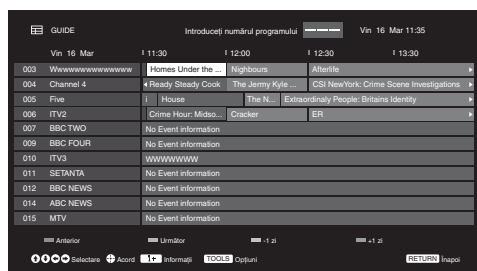 GUIDE Introduceți numărul programului Vin 16 Mar 11:35
Vin 16 Mar 11:30 12:00 12:30 13:30
003 Wwwwwwwwwwwwww Homes Under the ... Nighbours Afterlife
004 Channel 4 Ready Steady Cook The Jermy Kyle ... CSI NewYork: Crime Scene Investigations
005 Five House The N... Extraordinaly People: Britains Identity
006 ITV2 Crime Hour: Midso... Cracker ER
007 BBC TWO No Event information
009 BBC FOUR No Event information
010 ITV3 WWWWWWW
011 SETANTA No Event information
012 BBC NEWS No Event information
014 ABC NEWS No Event information
015 MTV No Event information
Anterior Următor -1 zi +1 zi
Selectare Acord Informații TOOLS Opțiuni RETURN Înapoi